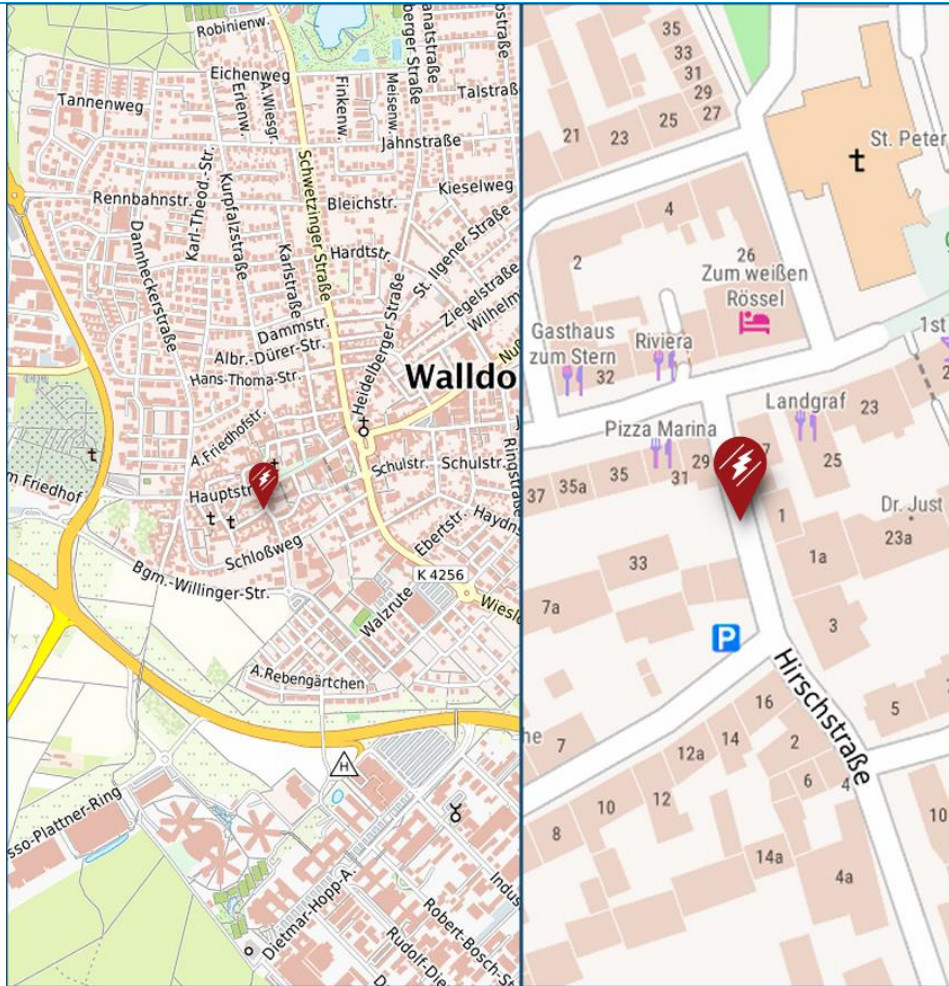 Robinienw.
Eichenweg
Tannenweg
Erlenw.
A.Wiesgr.
Finkenw.
Meisenw.
Talstraß
Jahnstraße
Schwetzinger Straße
Karl-Theod.-Str.
Kurpfalzstraße
Rennbahnstr.
Bleichstr.
Kieselweg
Dannheckerstraße
Karlstraße
Hardtstr.
St. Ilgener Straße
Ziegelstraße
Wilhelm
Dammstr.
Albr.-Dürer-Str.
Heidelberger Straße
Hans-Thoma-Str.
Walldo
Nuß
A.Friedhofstr.
Schulstr.
Schulstr.
Ringstraße
Hauptstr
m Friedhof
Schloßweg
Ebertstr.
Haydns
Bgm.-Willinger-Str.
K 4256
Wieslo
Walzrute
A.Rebengärtchen
H
sso-Plattner-Ring
Dietmar-Hopp-A.
Indus
Robert-Bosch-St
Rudolf-Die
35
33
31
29
27
25
23
21
St. Peter
4
2
26
Zum weißen
Rössel
Gasthaus
zum Stern
32
Riviera
1st
Landgraf
23
25
Pizza Marina
29
31
35
35a
37
7
1
Dr. Just
23a
1a
33
7a
3
P
Hirschstraße
5
16
14
12a
2
7
he
6
4
12
10
8
10
14a
4a